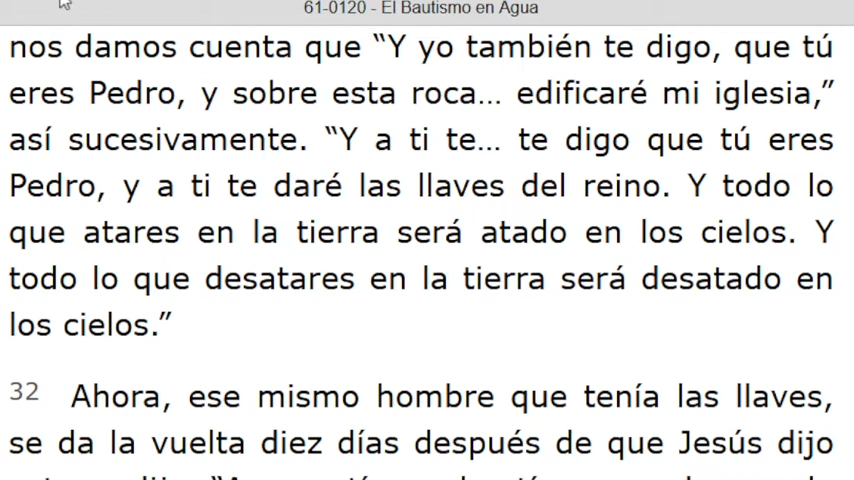 61-0120 - El Bautismo en Agua
nos damos cuenta que “Y yo también te digo, que tú
eres Pedro, y sobre esta roca… edificaré mi iglesia,”
así sucesivamente. “Y a ti te… te digo que tú eres
Pedro, y a ti te daré las llaves del reino. Y todo lo
que atares en la tierra será atado en los cielos. Y
todo lo que desatares en la tierra será desatado en
los cielos.”
32 Ahora, ese mismo hombre que tenía las llaves,
se da la vuelta diez días después de que Jesús dijo